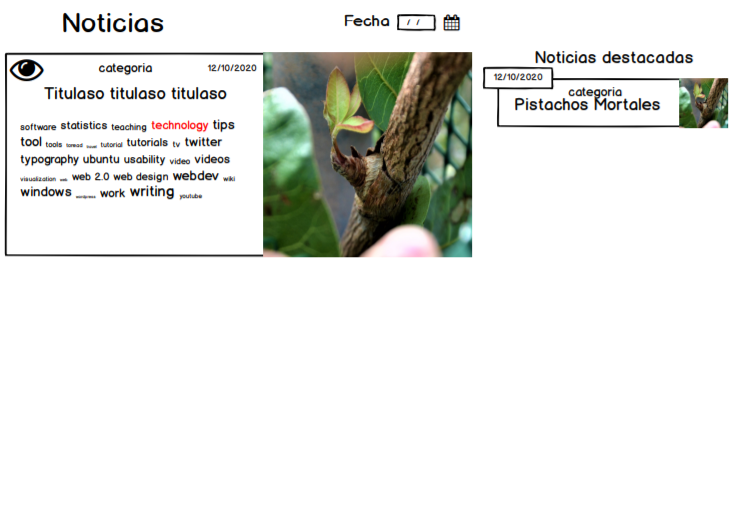 Noticias
Fecha / /
categoria 12/10/2020
Titulaso titulaso titulaso
software statistics teaching technology tips
tool tools toread travel tutorial tutorials tv twitter
typography ubuntu usability video videos
visualization web web 2.0 web design webdev wiki
windows wordpress work writing youtube
Noticias destacadas
12/10/2020
categoria
Pistachos Mortales